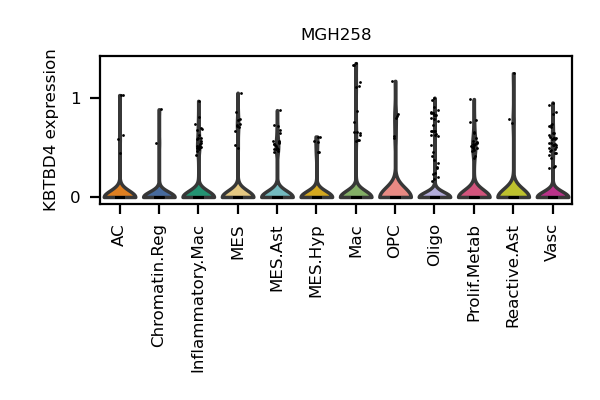 MGH258
KBTBD4 expression
1
0
AC
Chromatin.Reg
Inflammatory.Mac
MES
MES.Ast
MES.Hyp
Mac
OPC
Oligo
Prolif.Metab
Reactive.Ast
Vasc